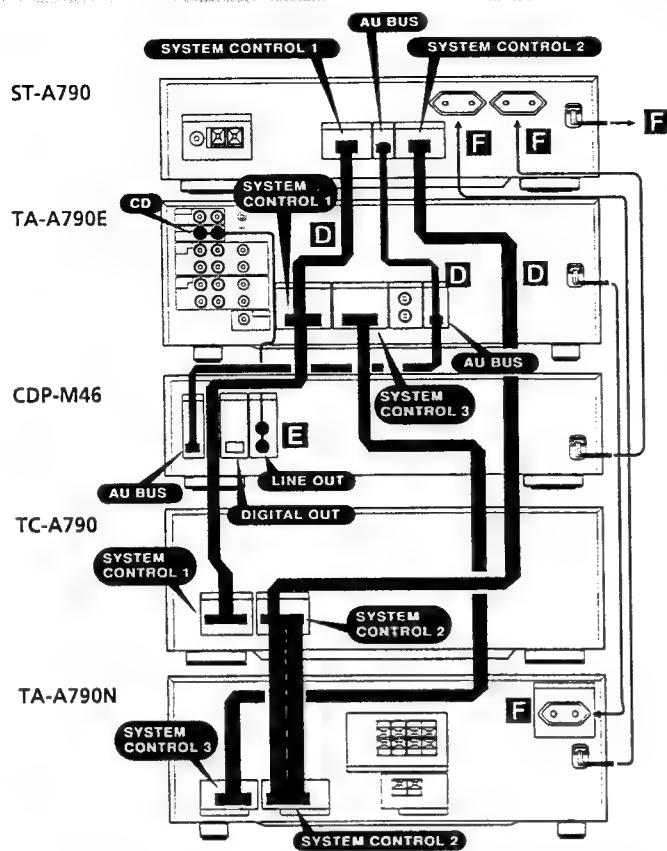 AU BUS
SYSTEM CONTROL 1
SYSTEM CONTROL 2
ST-A790
F
F
F
SYSTEM
CONTROL 1
CD
TA-A790E
D
D
D
AU BUS
CDP-M46
SYSTEM
CONTROL 3
E
LINE OUT
AU BUS
DIGITAL OUT
TC-A790
SYSTEM
CONTROL 1
SYSTEM
CONTROL 2
TA-A790N
F
SYSTEM
CONTROL 3
SYSTEM CONTROL 2